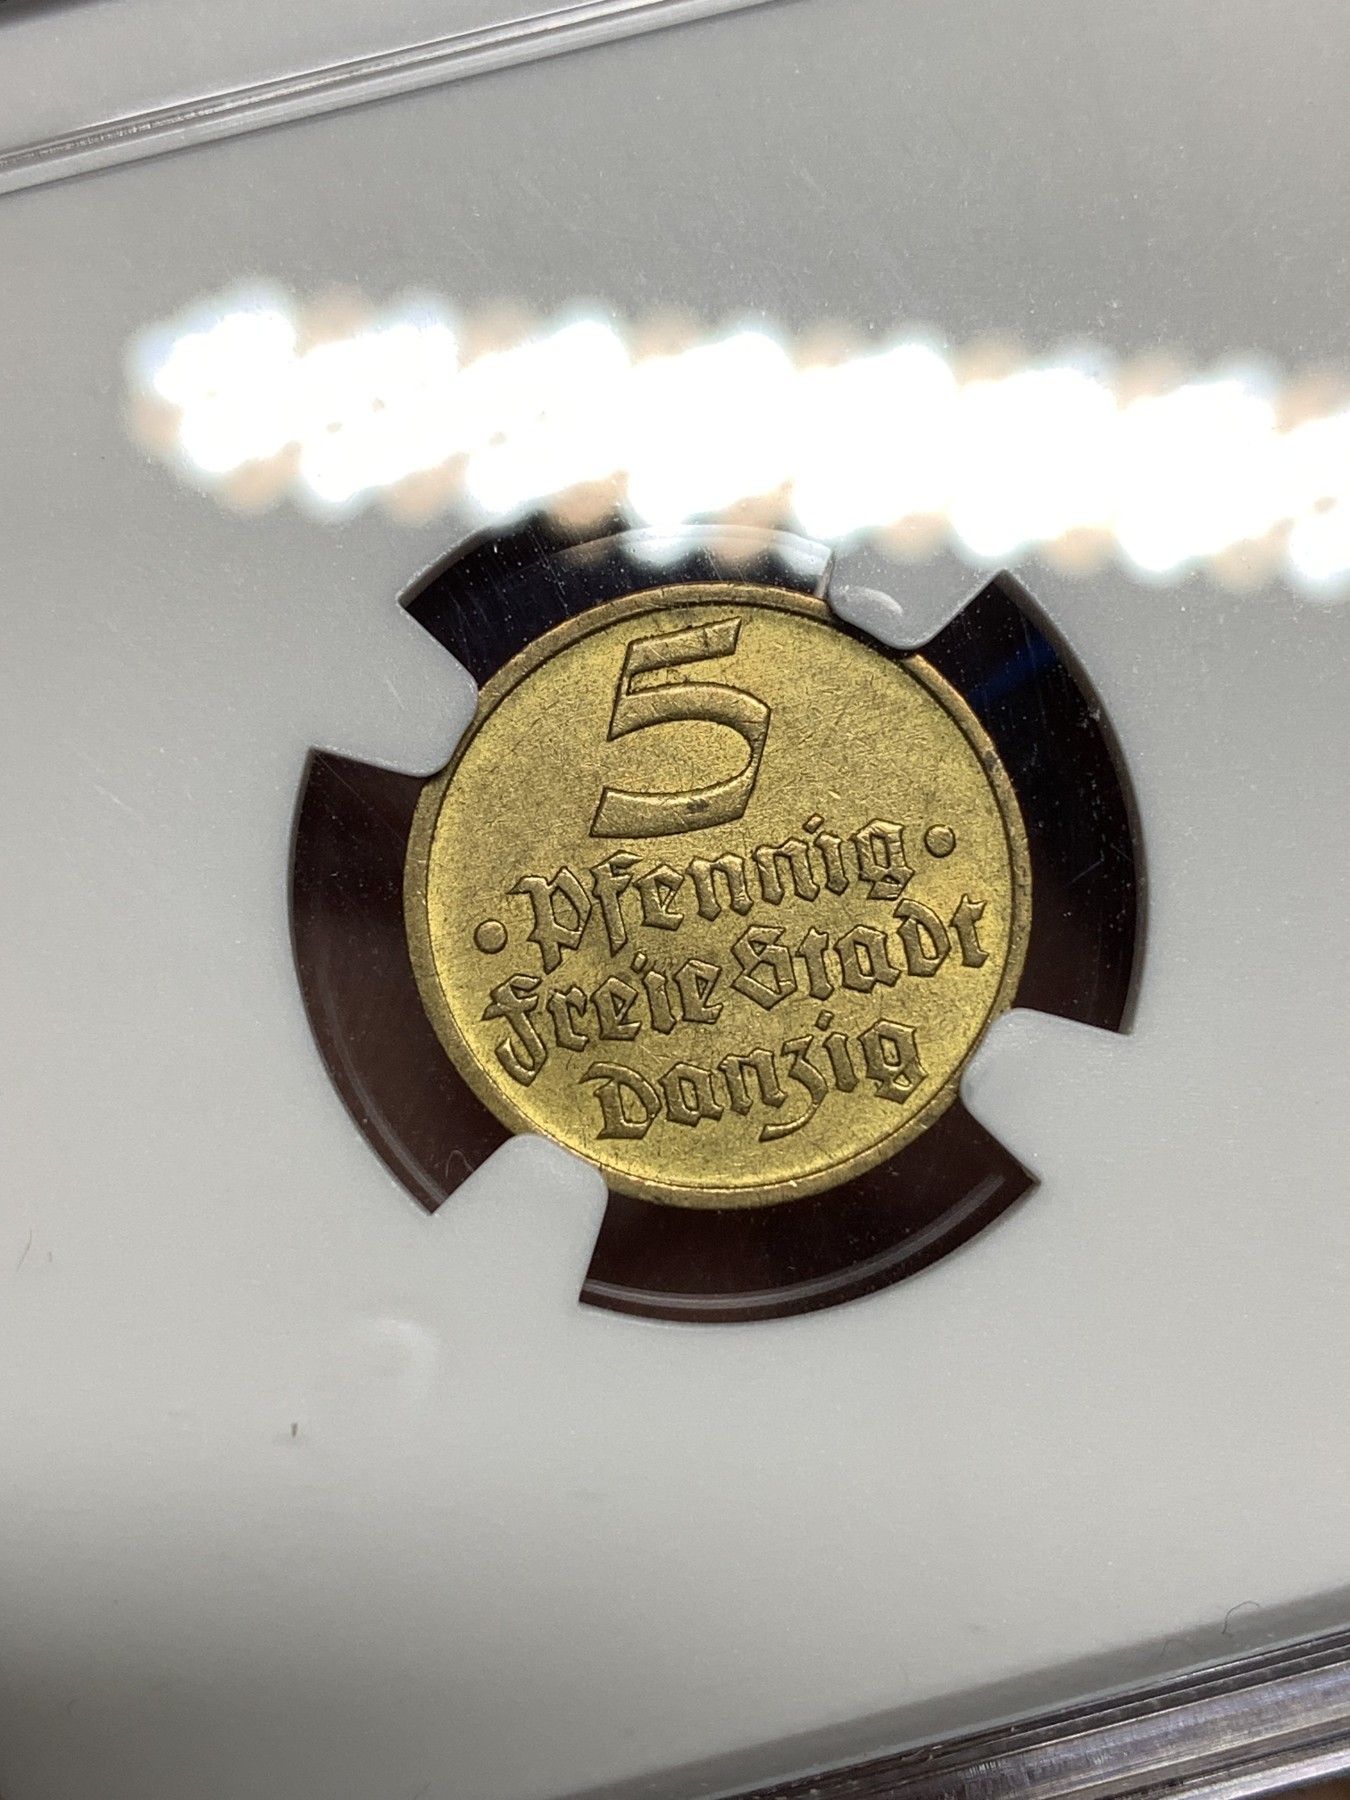 5
· Pfennig ·
Freie Stadt
Danzig